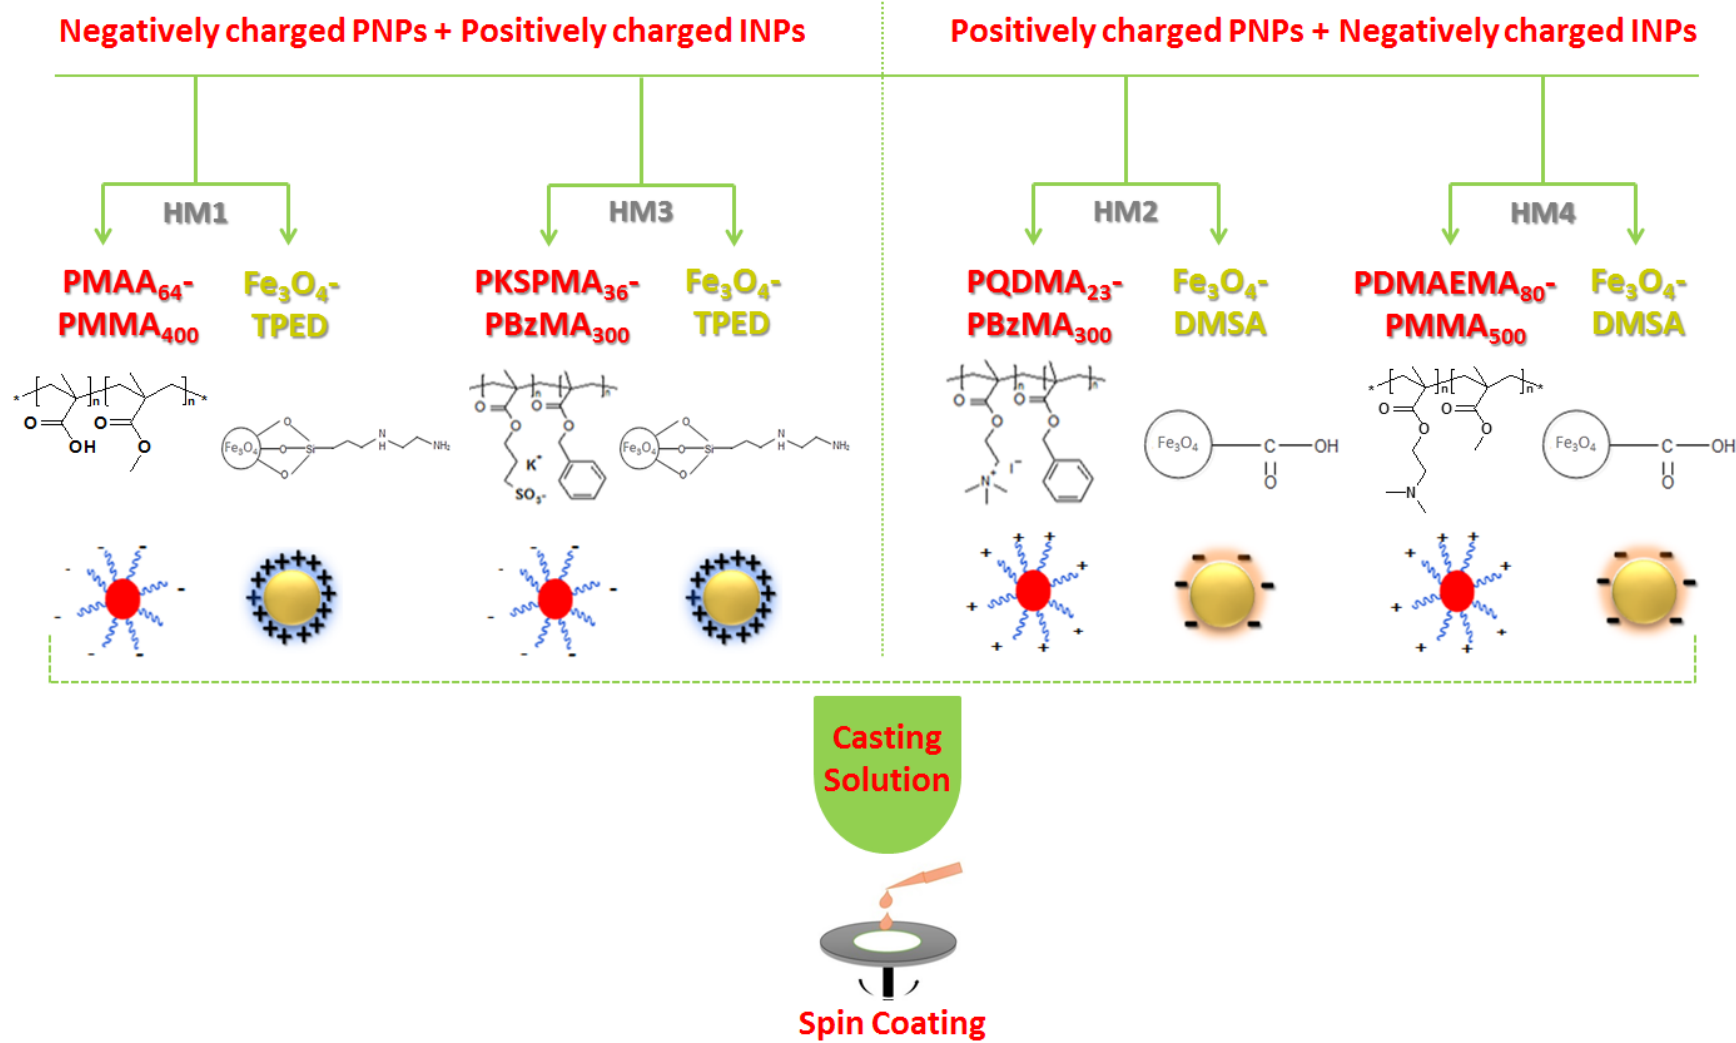 Negatively charged PNPs + Positively charged INPs
Positively charged PNPs + Negatively charged INPs
HM1
HM3
HM2
HM4
PMAA64-
PMMA400
Fe3O4-
TPED
PKSPMA36-
PBzMA300
Fe3O4-
TPED
PQDMA23-
PBzMA300
Fe3O4-
DMSA
PDMAEMA80-
PMMA500
Fe3O4-
DMSA
* n n *
O OH O O
Fe3O4 O O O Si N H NH2
n n
O O O O
K+
SO3-
Fe3O4 O O O Si N H NH2
n n
O O O O
N+ I-
Fe3O4 C OH
O
* n n *
O O O O
N
Fe3O4 C OH
O
Casting
Solution
Spin Coating